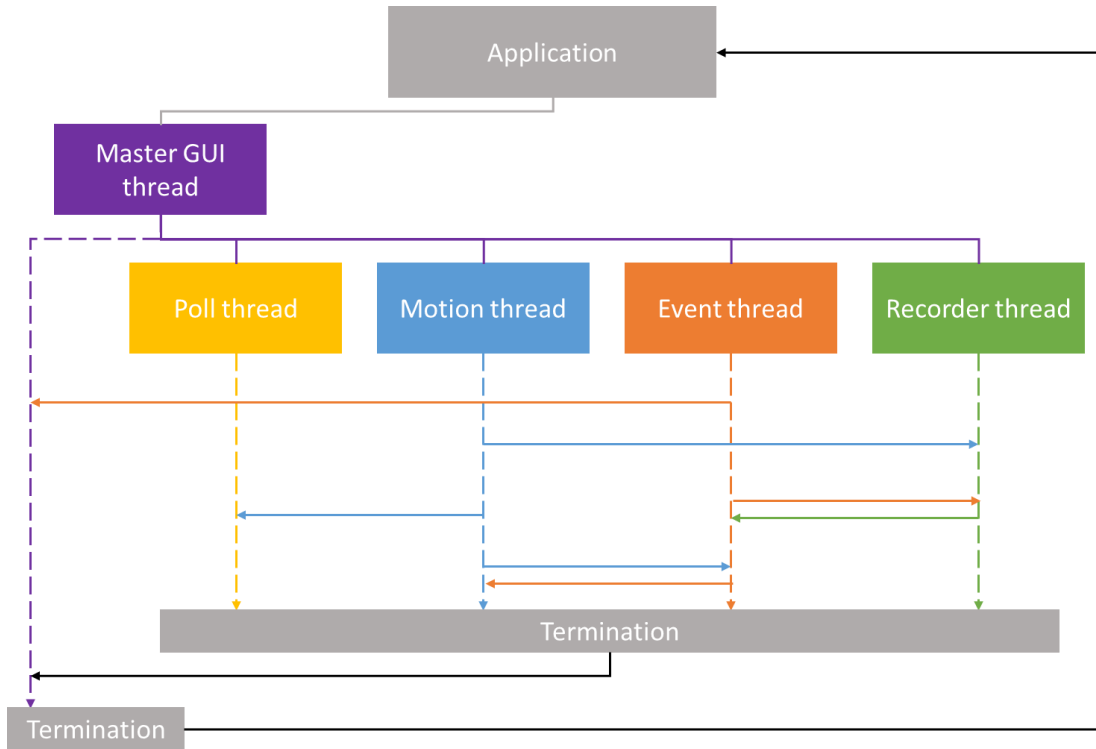 Application
Master GUI
thread
Poll thread
Motion thread
Event thread
Recorder thread
Termination
Termination